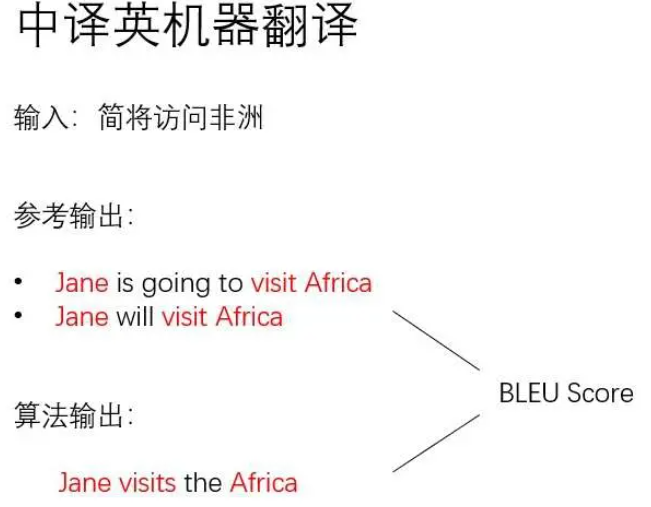 中译英机器翻译
输入：简将访问非洲
参考输出：
• Jane is going to visit Africa
• Jane will visit Africa
BLEU Score
算法输出：
Jane visits the Africa